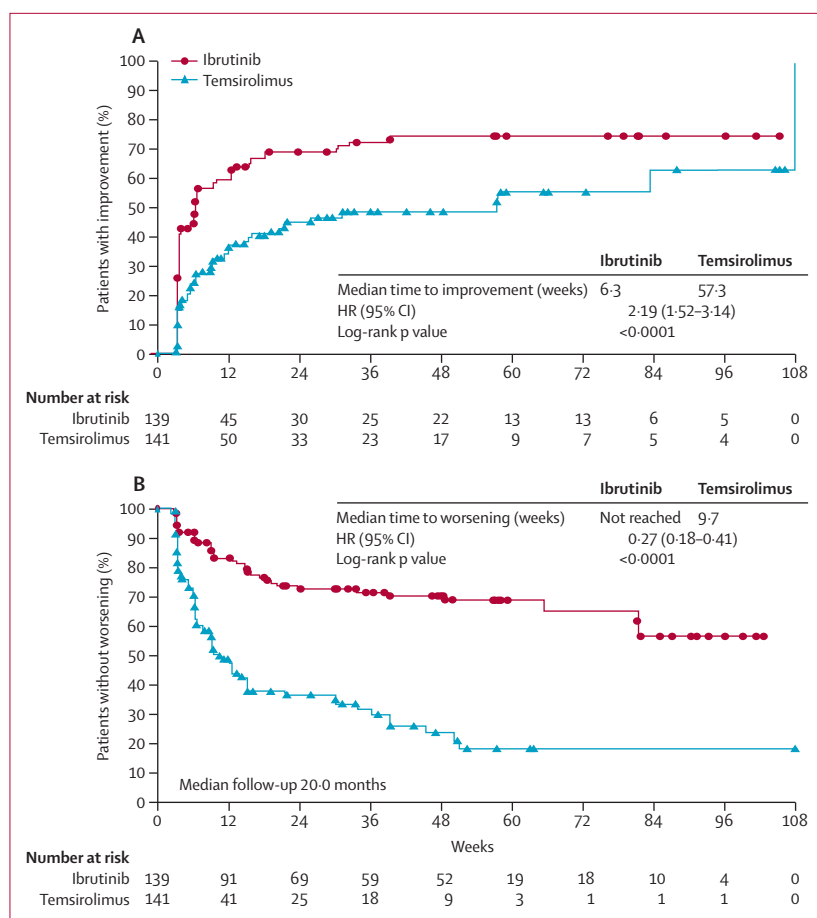 A
Ibrutinib
Temsirolimus
Patients with improvement (%)
100
90
80
70
60
50
40
30
20
10
0
Ibrutinib Temsirolimus
Median time to improvement (weeks) 6·3 57·3
HR (95% CI) 2·19 (1·52–3·14)
Log-rank p value <0·0001
0 12 24 36 48 60 72 84 96 108
Number at risk
Ibrutinib 139 45 30 25 22 13 13 6 5 0
Temsirolimus 141 50 33 23 17 9 7 5 4 0
B
Patients without worsening (%)
100
90
80
70
60
50
40
30
20
10
0
Ibrutinib Temsirolimus
Median time to worsening (weeks) Not reached 9·7
HR (95% CI) 0·27 (0·18–0·41)
Log-rank p value <0·0001
Median follow-up 20·0 months
0 12 24 36 48 60 72 84 96 108
Weeks
Number at risk
Ibrutinib 139 91 69 59 52 19 18 10 4 0
Temsirolimus 141 41 25 18 9 3 1 1 1 0